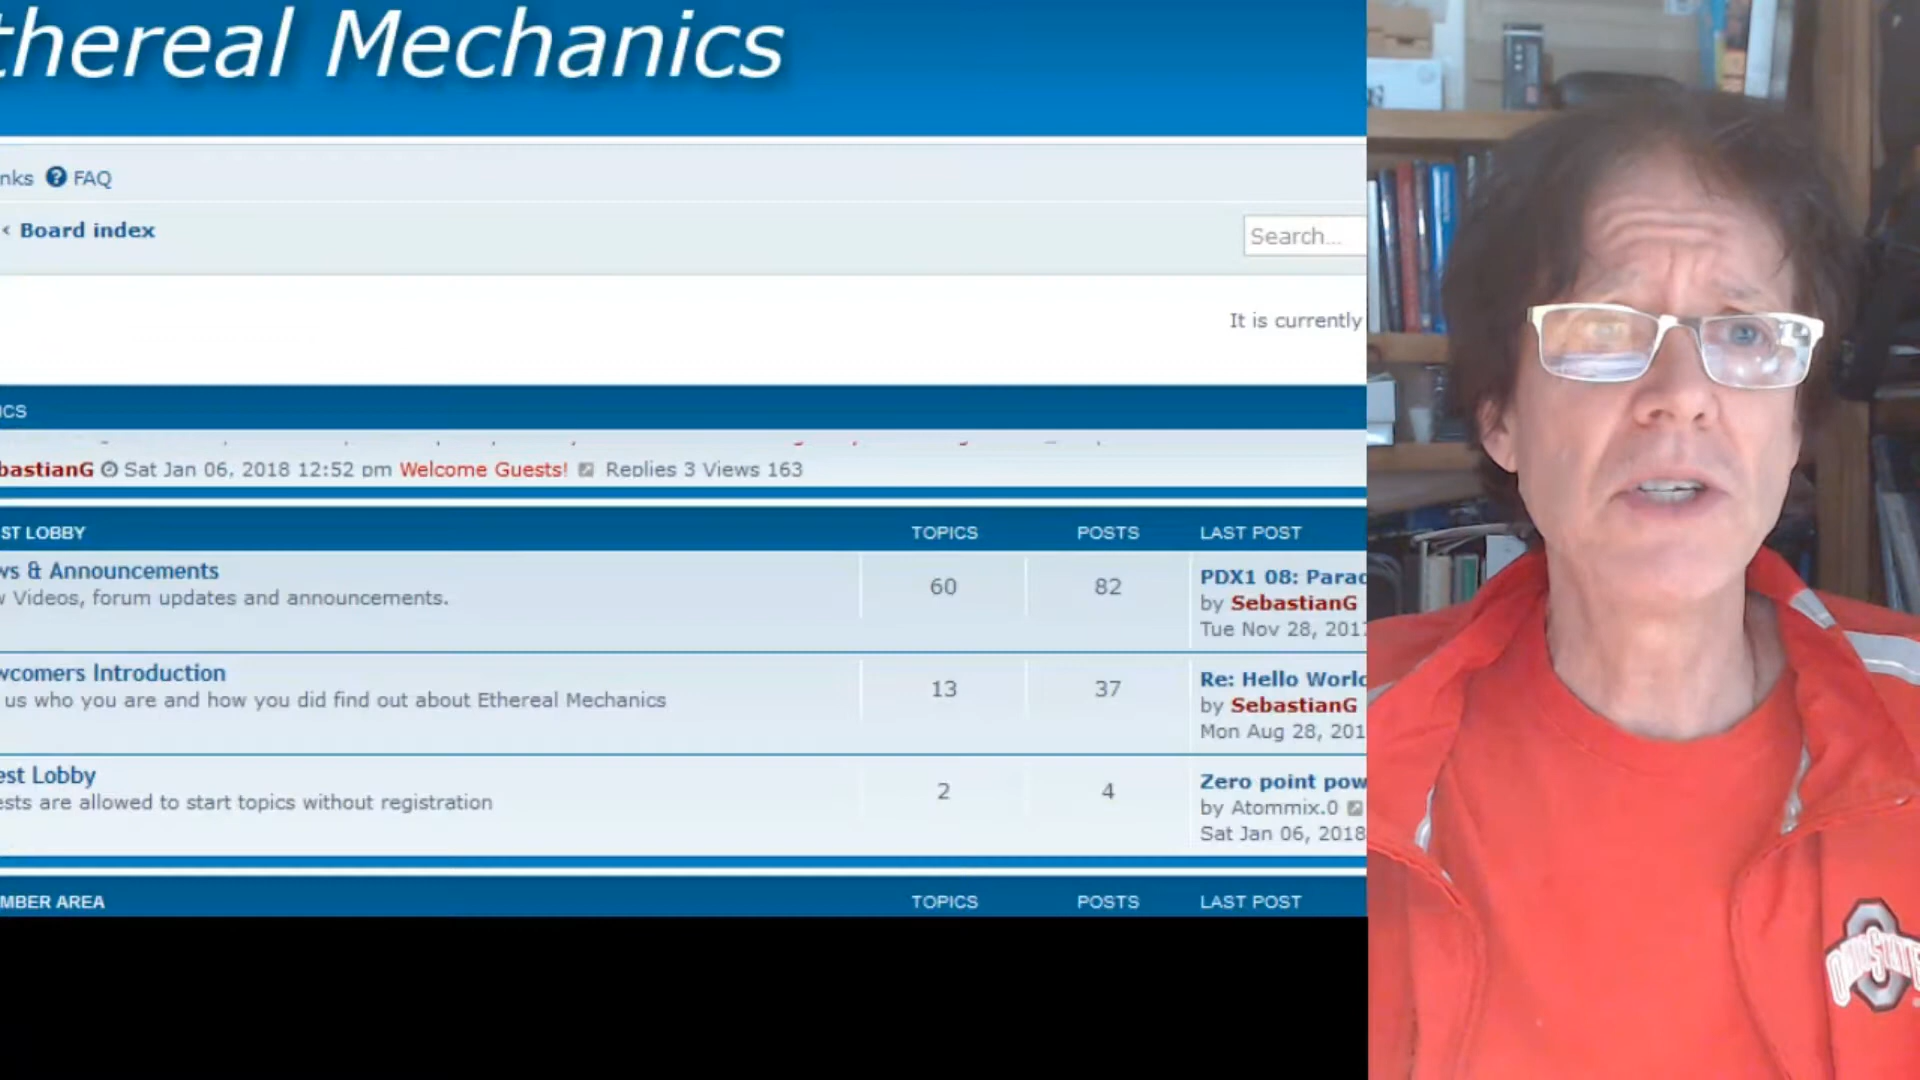 thereal Mechanics
nks FAQ
‹ Board index
Search…
It is currently
ICS
bastianG Sat Jan 06, 2018 12:52 pm Welcome Guests! Replies 3 Views 163
ST LOBBY TOPICS POSTS LAST POST
ws & Announcements
w Videos, forum updates and announcements.
60 82
PDX1 08: Parad
by SebastianG
Tue Nov 28, 2017
wcomers Introduction
us who you are and how you did find out about Ethereal Mechanics
13 37
Re: Hello World
by SebastianG
Mon Aug 28, 201
est Lobby
ests are allowed to start topics without registration
2 4
Zero point pow
by Atommix.0
Sat Jan 06, 2018
MBER AREA TOPICS POSTS LAST POST
OHIO STATE